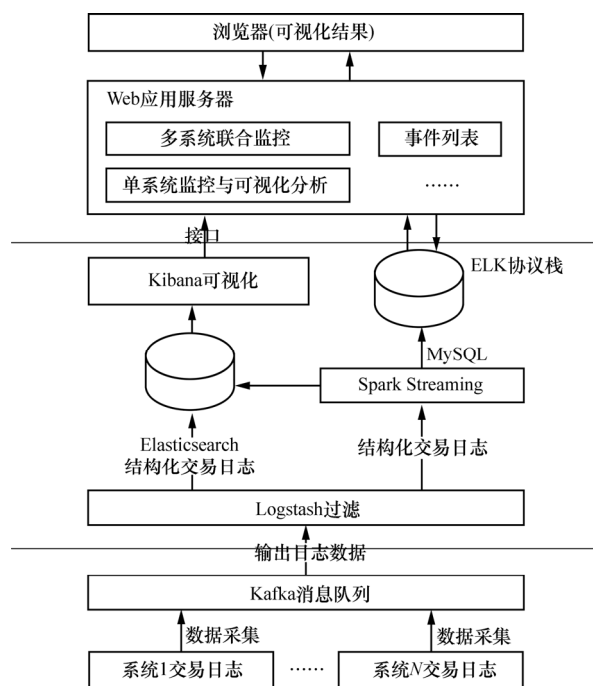 浏览器(可视化结果)
Web应用服务器
多系统联合监控
事件列表
单系统监控与可视化分析
……
接口
Kibana可视化
ELK协议栈
MySQL
Spark Streaming
Elasticsearch
结构化交易日志
结构化交易日志
Logstash过滤
输出日志数据
Kafka消息队列
数据采集
数据采集
系统1交易日志
……
系统N交易日志